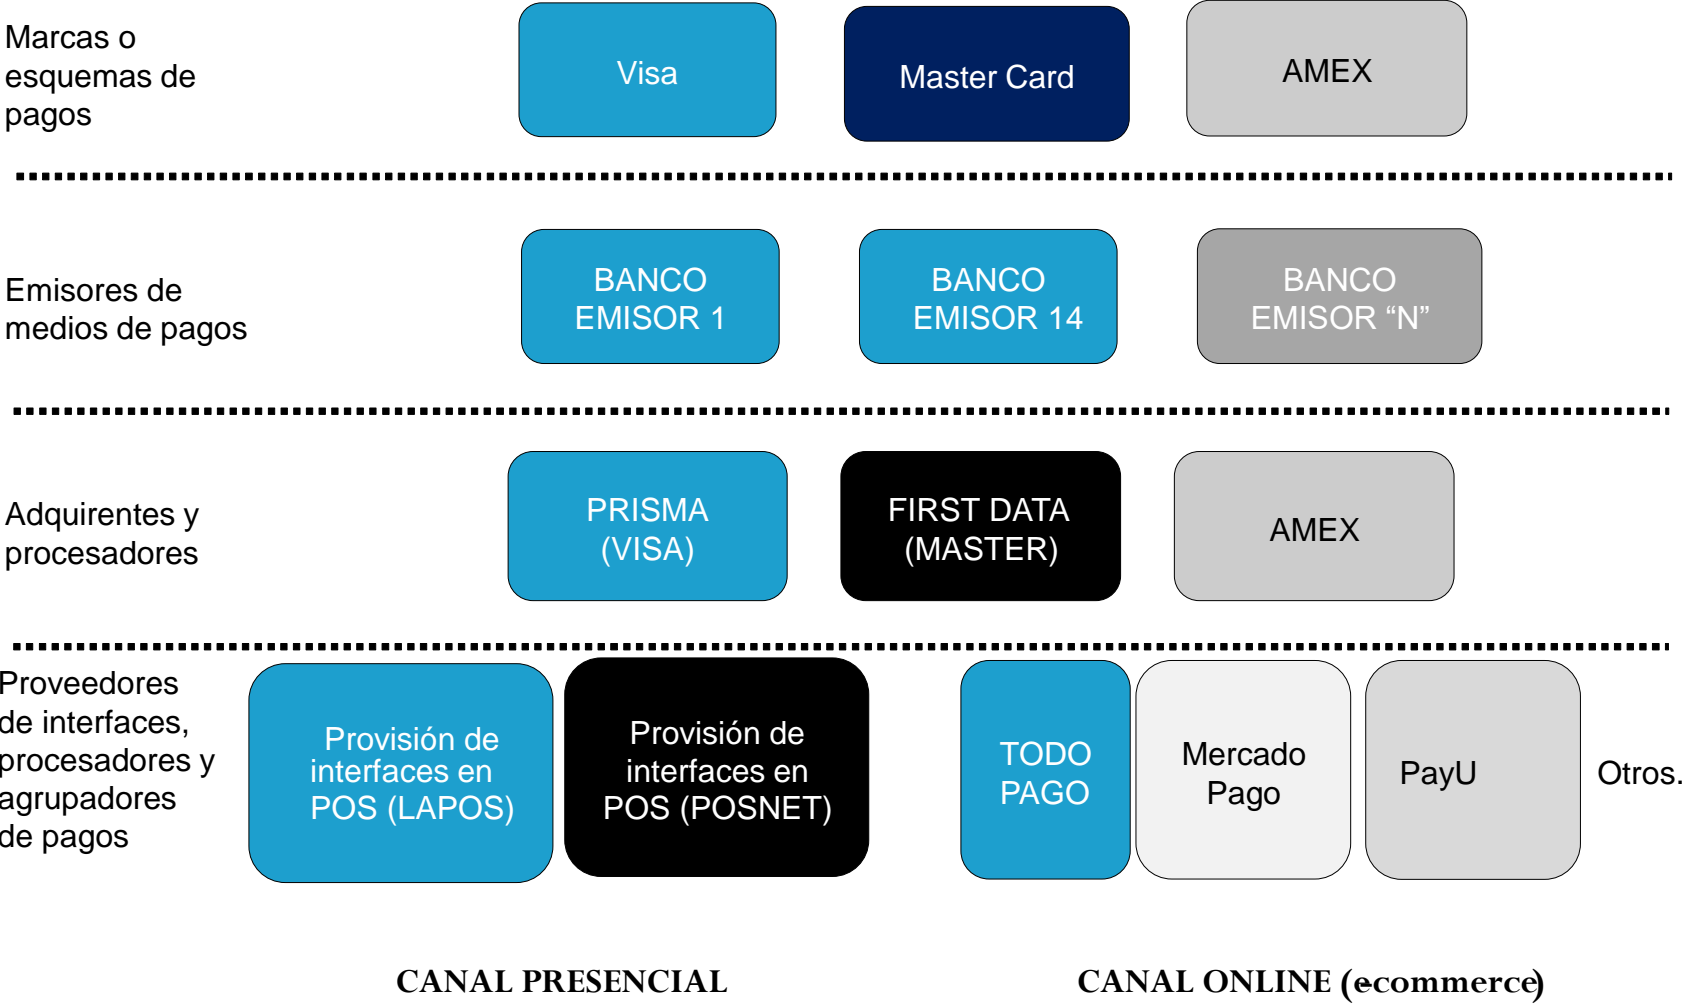 Marcas o
esquemas de
pagos
Visa
Master Card
AMEX
Emisores de
medios de pagos
BANCO
EMISOR 1
BANCO
EMISOR 14
BANCO
EMISOR “N”
Adquirentes y
procesadores
PRISMA
(VISA)
FIRST DATA
(MASTER)
AMEX
Proveedores
de interfaces,
procesadores y
agrupadores
de pagos
Provisión de
interfaces en
POS (LAPOS)
Provisión de
interfaces en
POS (POSNET)
TODO
PAGO
Mercado
Pago
PayU
Otros.
CANAL PRESENCIAL
CANAL ONLINE (e-commerce)